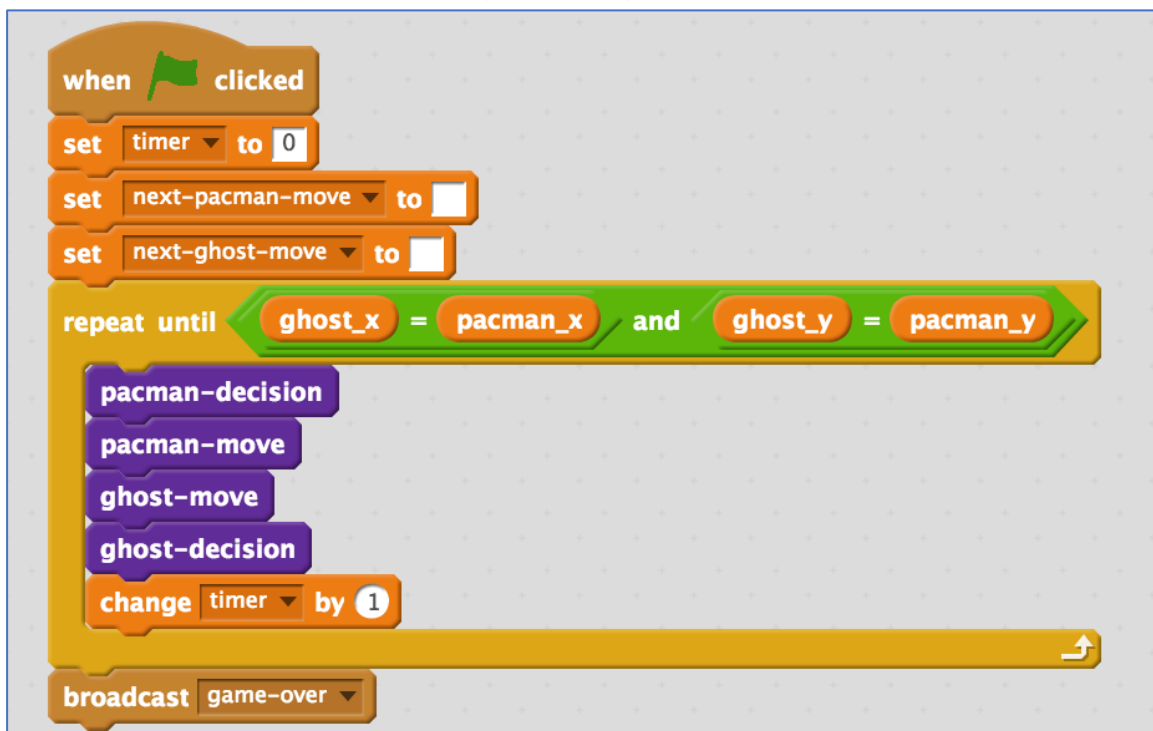 when clicked
set timer to 0
set next-pacman-move to
set next-ghost-move to
repeat until ghost_x = pacman_x and ghost_y = pacman_y
pacman-decision
pacman-move
ghost-move
ghost-decision
change timer by 1
broadcast game-over